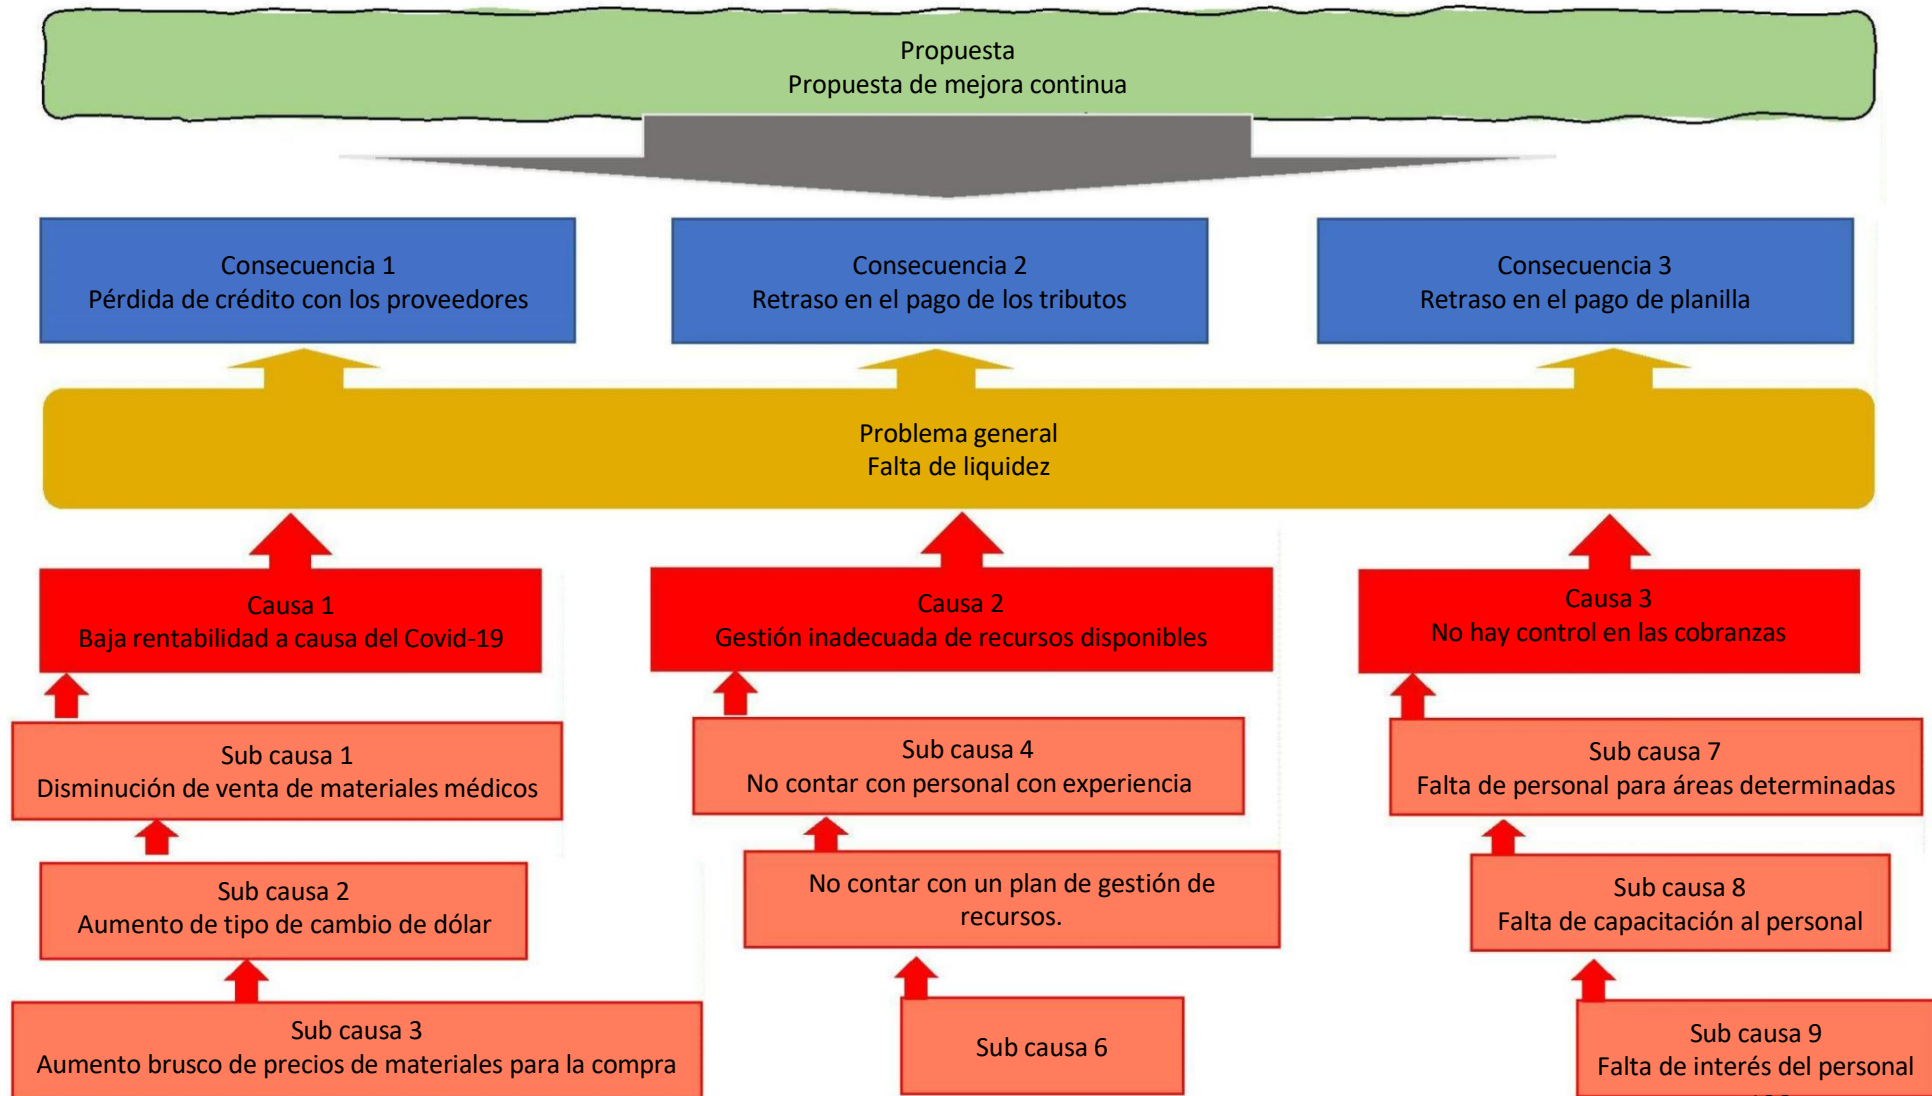 Propuesta
Propuesta de mejora continua
Consecuencia 1
Pérdida de crédito con los proveedores
Consecuencia 2
Retraso en el pago de los tributos
Consecuencia 3
Retraso en el pago de planilla
Problema general
Falta de liquidez
Causa 1
Baja rentabilidad a causa del Covid-19
Causa 2
Gestión inadecuada de recursos disponibles
Causa 3
No hay control en las cobranzas
Sub causa 1
Disminución de venta de materiales médicos
Sub causa 4
No contar con personal con experiencia
Sub causa 7
Falta de personal para áreas determinadas
Sub causa 2
Aumento de tipo de cambio de dólar
No contar con un plan de gestión de
recursos.
Sub causa 8
Falta de capacitación al personal
Sub causa 3
Aumento brusco de precios de materiales para la compra
Sub causa 6
Sub causa 9
Falta de interés del personal